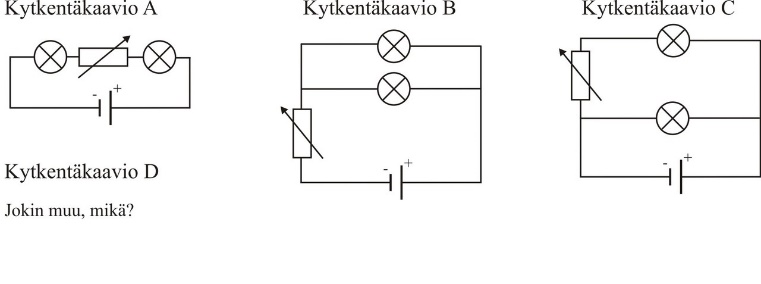 Kytkentäkaavio A
Kytkentäkaavio B
Kytkentäkaavio C
- +
- +
- +
Kytkentäkaavio D
Jokin muu, mikä?